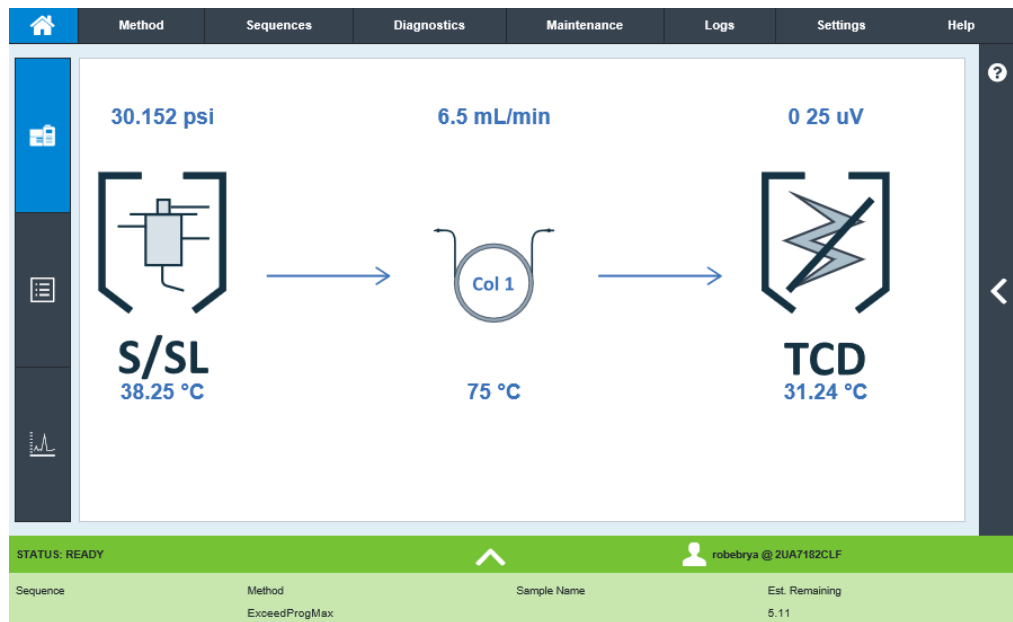 Method Sequences Diagnostics Maintenance Logs Settings Help
30.152 psi 6.5 mL/min 0 25 uV
Col 1
S/SL TCD
38.25 °C 75 °C 31.24 °C
STATUS: READY robebrya @ 2UA7182CLF
Sequence Method Sample Name Est. Remaining
ExceedProgMax 5.11